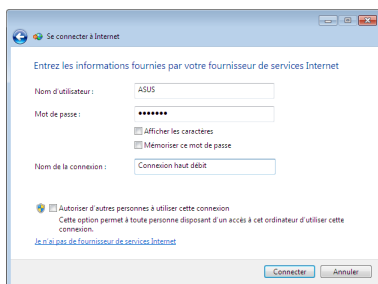 Se connecter à Internet
Entrez les informations fournies par votre fournisseur de services Internet
Nom d'utilisateur :
ASUS
Mot de passe :
•••••••
Afficher les caractères
Mémoriser ce mot de passe
Nom de la connexion :
Connexion haut débit
Autoriser d'autres personnes à utiliser cette connexion
Cette option permet à toute personne disposant d'un accès à cet ordinateur d'utiliser cette
connexion.
Je n'ai pas de fournisseur de services Internet
Connecter
Annuler